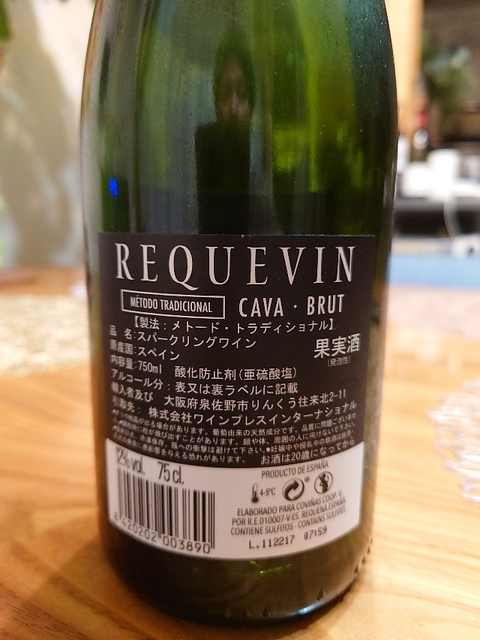 REQUEVIN
MÉTODO TRADICIONAL CAVA · BRUT
【製法：メトード・トラディショナル】
品 名：スパークリングワイン
原産国：スペイン
果実酒
(発泡性)
内容量：750ml 酸化防止剤(亜硫酸塩)
アルコール分：表又は裏ラベルに記載
輸入者及び 大阪府泉佐野市りんくう往来北2-11
引取先： 株式会社ワインプレスインターナショナル
お酒は20歳になってから
12% vol. 75 cl.
PRODUCTO DE ESPAÑA
4-5°C
ELABORADO PARA COVIÑAS COOP. V.
POR R.E.010007-V-ES. REQUENA ESPAÑA
CONTIENE SULFITOS - CONTAINS SULFITES
8 420202 003890
L.112217 07159